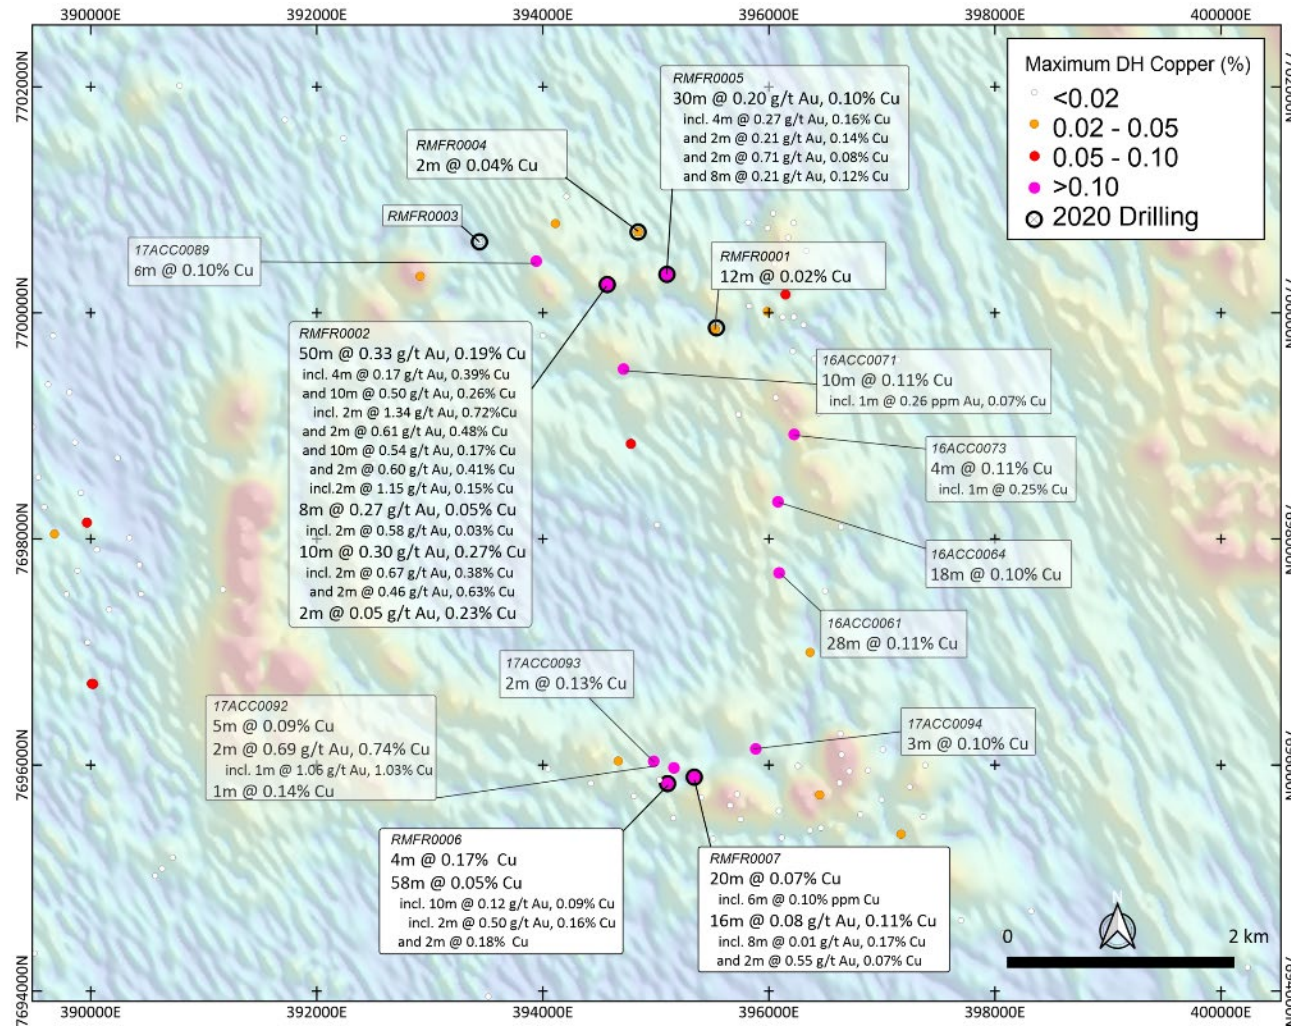 390000E
392000E
394000E
396000E
398000E
400000E
7702000N
7700000N
7698000N
7696000N
7694000N
Maximum DH Copper (%)
<0.02
0.02 - 0.05
0.05 - 0.10
>0.10
2020 Drilling
RMFR0005
30m @ 0.20 g/t Au, 0.10% Cu
incl. 4m @ 0.27 g/t Au, 0.16% Cu
and 2m @ 0.21 g/t Au, 0.14% Cu
and 2m @ 0.71 g/t Au, 0.08% Cu
and 8m @ 0.21 g/t Au, 0.12% Cu
RMFR0004
2m @ 0.04% Cu
RMFR0003
17ACC0089
6m @ 0.10% Cu
RMFR0001
12m @ 0.02% Cu
RMFR0002
50m @ 0.33 g/t Au, 0.19% Cu
incl. 4m @ 0.17 g/t Au, 0.39% Cu
and 10m @ 0.50 g/t Au, 0.26% Cu
incl. 2m @ 1.34 g/t Au, 0.72%Cu
and 2m @ 0.61 g/t Au, 0.48% Cu
and 10m @ 0.54 g/t Au, 0.17% Cu
and 2m @ 0.60 g/t Au, 0.41% Cu
incl.2m @ 1.15 g/t Au, 0.15% Cu
8m @ 0.27 g/t Au, 0.05% Cu
incl. 2m @ 0.58 g/t Au, 0.03% Cu
10m @ 0.30 g/t Au, 0.27% Cu
incl. 2m @ 0.67 g/t Au, 0.38% Cu
and 2m @ 0.46 g/t Au, 0.63% Cu
2m @ 0.05 g/t Au, 0.23% Cu
16ACC0071
10m @ 0.11% Cu
incl. 1m @ 0.26 ppm Au, 0.07% Cu
16ACC0073
4m @ 0.11% Cu
incl. 1m @ 0.25% Cu
16ACC0064
18m @ 0.10% Cu
16ACC0061
28m @ 0.11% Cu
17ACC0093
2m @ 0.13% Cu
17ACC0092
5m @ 0.09% Cu
2m @ 0.69 g/t Au, 0.74% Cu
incl. 1m @ 1.06 g/t Au, 1.03% Cu
1m @ 0.14% Cu
17ACC0094
3m @ 0.10% Cu
RMFR0006
4m @ 0.17% Cu
58m @ 0.05% Cu
incl. 10m @ 0.12 g/t Au, 0.09% Cu
incl. 2m @ 0.50 g/t Au, 0.16% Cu
and 2m @ 0.18% Cu
RMFR0007
20m @ 0.07% Cu
incl. 6m @ 0.10% ppm Cu
16m @ 0.08 g/t Au, 0.11% Cu
incl. 8m @ 0.01 g/t Au, 0.17% Cu
and 2m @ 0.55 g/t Au, 0.07% Cu
N
0
2 km
7702000N
7700000N
7698000N
7696000N
7694000N
390000E
392000E
394000E
396000E
398000E
400000E